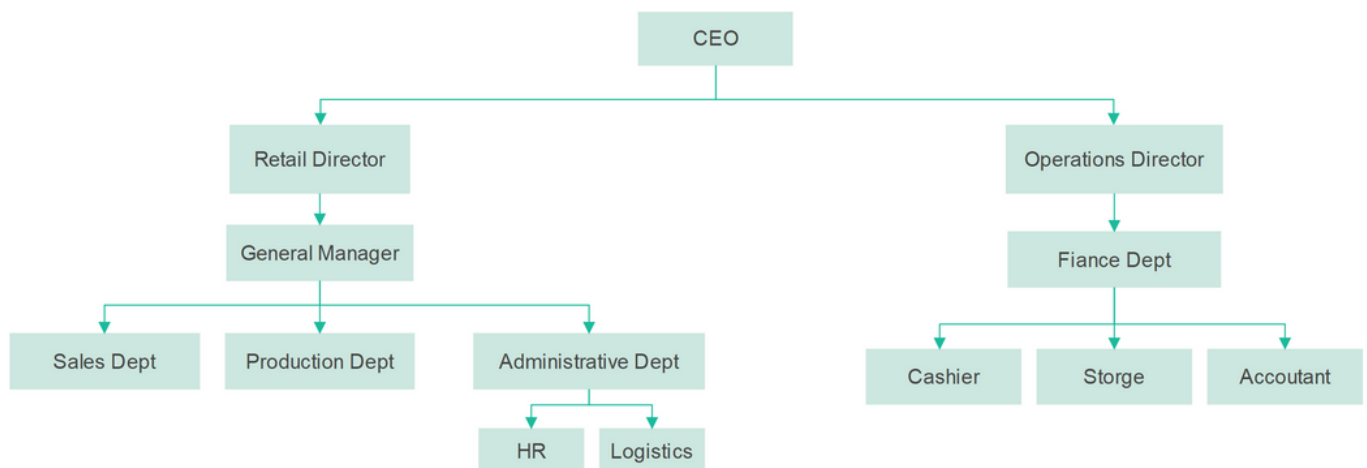 CEO
Retail Director
Operations Director
General Manager
Fiance Dept
Sales Dept
Production Dept
Administrative Dept
Cashier
Storge
Accoutant
HR
Logistics